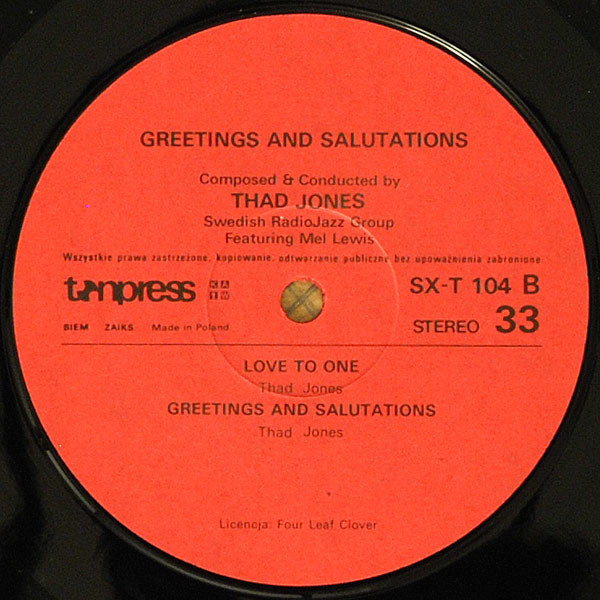 GREETINGS AND SALUTATIONS
Composed & Conducted by
THAD JONES
Swedish RadioJazz Group
Featuring Mel Lewis
Wszystkie prawa zastrzeżone, kopiowanie, odtwarzanie publiczne bez upoważnienia zabronione
tonpress KA TW SX-T 104 B
BIEM ZAIKS Made in Poland STEREO 33
LOVE TO ONE
Thad Jones
GREETINGS AND SALUTATIONS
Thad Jones
Licencja: Four Leaf Clover